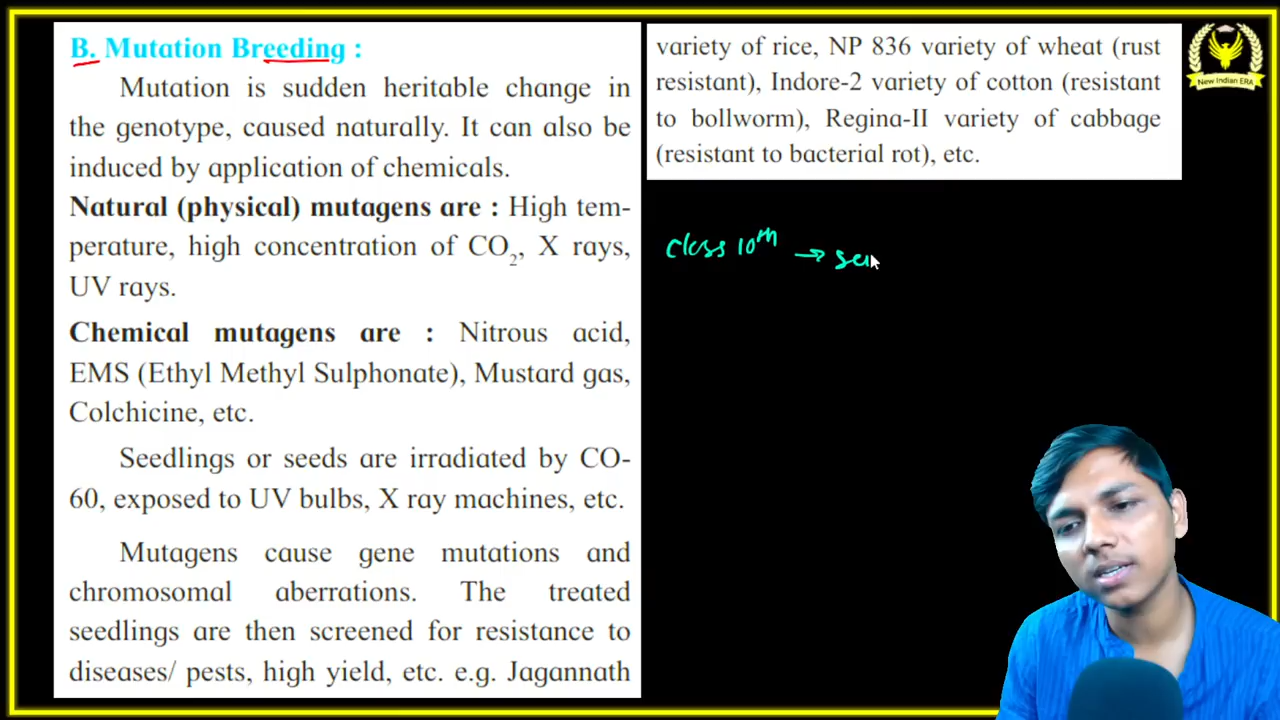 B. Mutation Breeding :
Mutation is sudden heritable change in
the genotype, caused naturally. It can also be
induced by application of chemicals.
Natural (physical) mutagens are : High tem-
perature, high concentration of CO₂, X rays,
UV rays.
Chemical mutagens are : Nitrous acid,
EMS (Ethyl Methyl Sulphonate), Mustard gas,
Colchicine, etc.
Seedlings or seeds are irradiated by CO-
60, exposed to UV bulbs, X ray machines, etc.
Mutagens cause gene mutations and
chromosomal aberrations. The treated
seedlings are then screened for resistance to
diseases/ pests, high yield, etc. e.g. Jagannath
variety of rice, NP 836 variety of wheat (rust
resistant), Indore-2 variety of cotton (resistant
to bollworm), Regina-II variety of cabbage
(resistant to bacterial rot), etc.
class 10th →
New Indian ERA